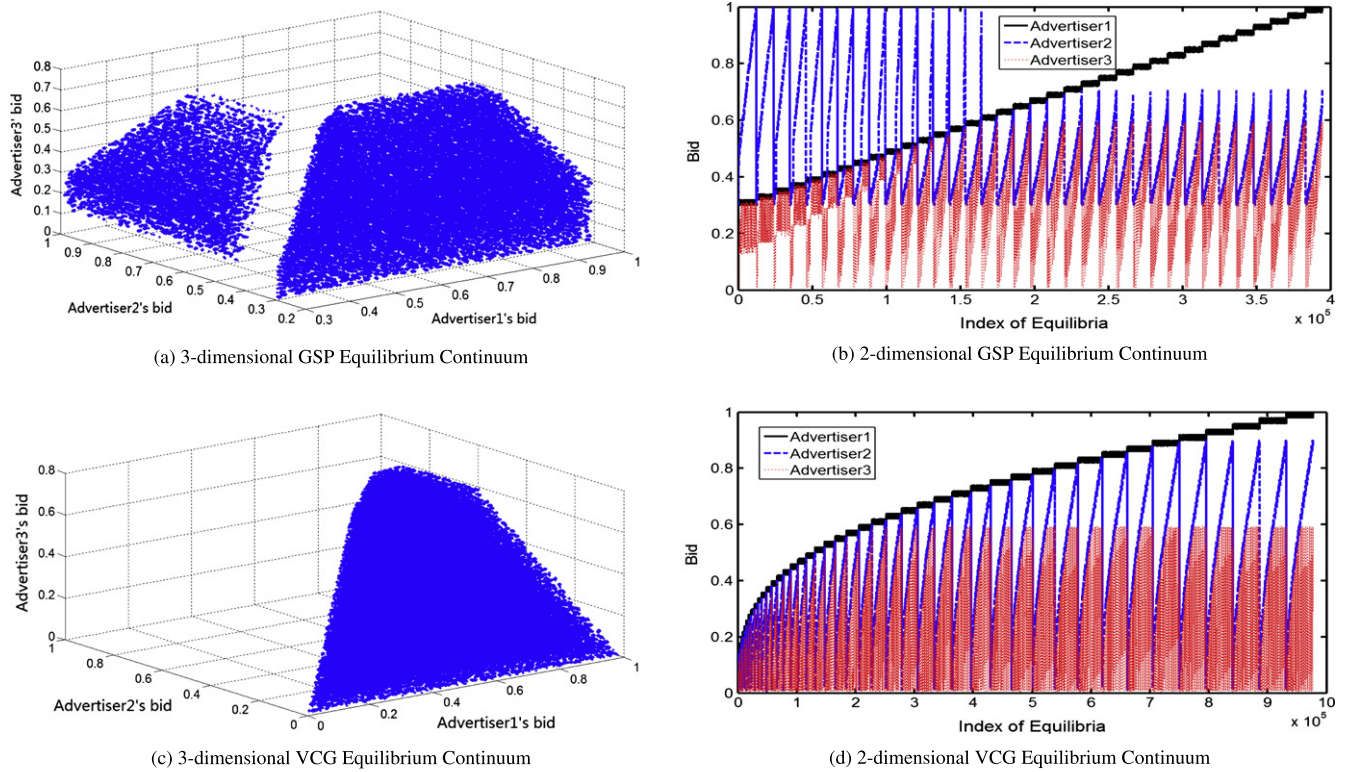 0.8
0.7
0.6
0.5
0.4
0.3
0.2
0.1
0
Advertiser3' bid
1
0.9
0.8
0.7
0.6
0.5
0.4
0.3
0.2
Advertiser2's bid
0.3
0.4
0.5
0.6
0.7
0.8
0.9
1
Advertiser1's bid
(a) 3-dimensional GSP Equilibrium Continuum
1
0.8
0.6
0.4
0.2
0
Bid
Advertiser1
Advertiser2
Advertiser3
0 0.5 1 1.5 2 2.5 3 3.5 4
x 10^5
Index of Equilibria
(b) 2-dimensional GSP Equilibrium Continuum
0.8
0.6
0.4
0.2
0
Advertiser3's bid
1
0.8
0.6
0.4
0.2
0
Advertiser2's bid
0
0.2
0.4
0.6
0.8
1
Advertiser1's bid
(c) 3-dimensional VCG Equilibrium Continuum
1
0.8
0.6
0.4
0.2
0
Bid
Advertiser1
Advertiser2
Advertiser3
1 2 3 4 5 6 7 8 9 10
x 10^5
Index of Equilibria
(d) 2-dimensional VCG Equilibrium Continuum